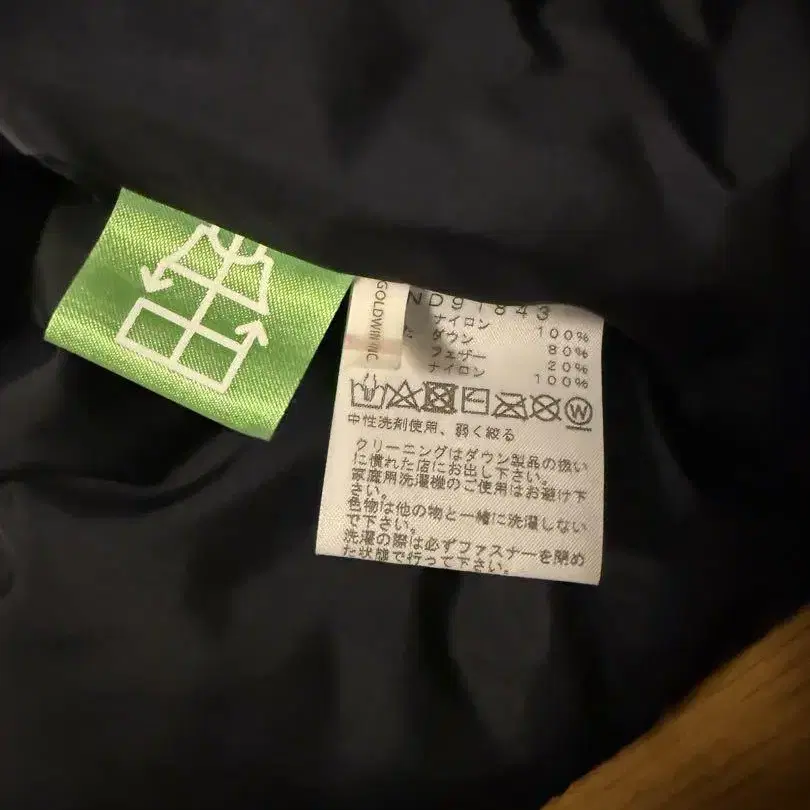 GOLDWIN INC
ND91843
ナイロン 100%
ダウン 80%
フェザー 20%
ナイロン 100%
W
中性洗剤使用、弱く絞る
クリーニングはダウン製品の扱い
に慣れた店にお出し下さい。
家庭用洗濯機のご使用はお避け下
さい。
色物は他の物と一緒に洗濯しない
で下さい。
洗濯の際は必ずファスナーを閉め
た状態で行って下さい。